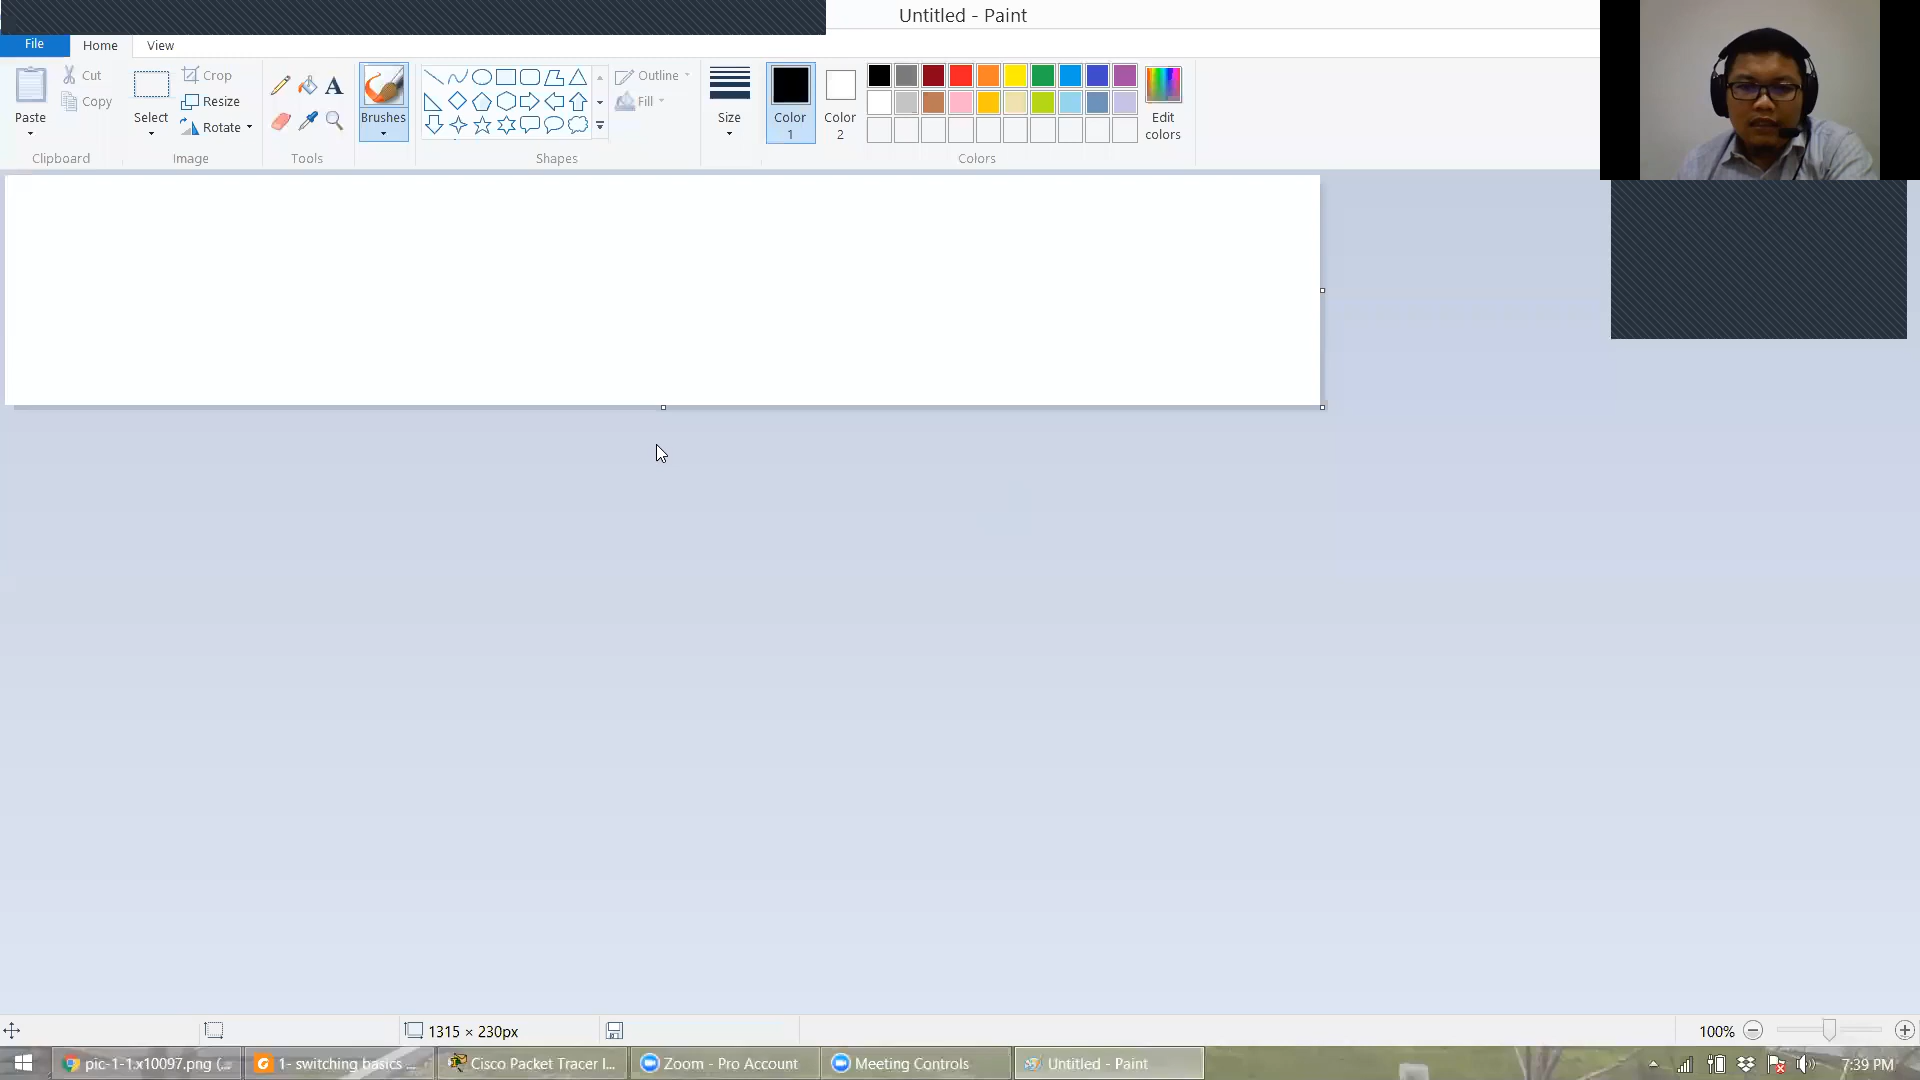 Untitled - Paint
File Home View
Paste
Cut
Copy
Clipboard
Select
Crop
Resize
Rotate
Image
A
Tools
Brushes
Outline
Fill
Shapes
Size
Color 1
Color 2
Edit colors
Colors
1315 × 230px
100%
pic-1-1.x10097.png (...
1- switching basics ...
Cisco Packet Tracer I...
Zoom - Pro Account
Meeting Controls
Untitled - Paint
7:39 PM